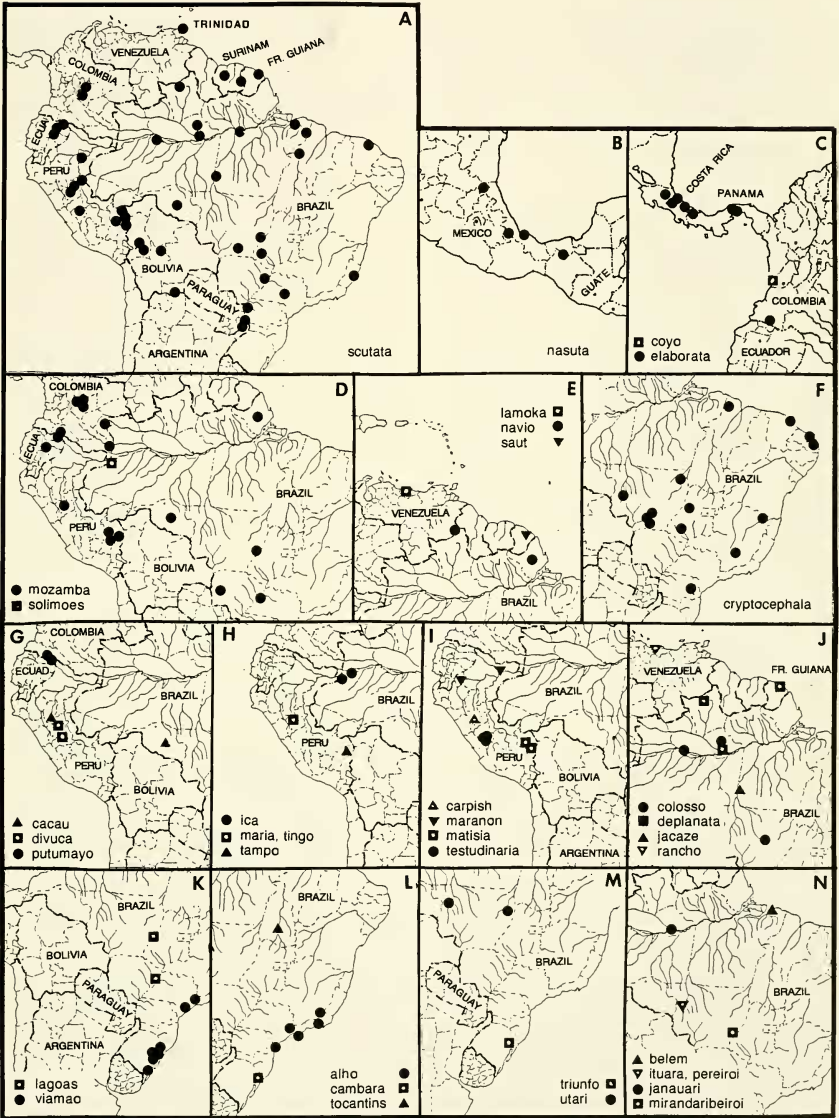 A
TRINIDAD
VENEZUELA
SURINAM
FR. GUIANA
COLOMBIA
ECUA
PERU
BRAZIL
BOLIVIA
PARAGUAY
ARGENTINA
scutata
B
MEXICO
GUATE
nasuta
C
COSTA RICA
PANAMA
COLOMBIA
ECUADOR
coyo
elaborata
D
COLOMBIA
ECUA
BRAZIL
PERU
BOLIVIA
mozamba
solimoes
E
lamoka
navio
saut
VENEZUELA
BRAZIL
F
BRAZIL
cryptocephala
G
COLOMBIA
ECUAD
BRAZIL
PERU
BOLIVIA
cacau
divuca
putumayo
H
BRAZIL
PERU
ica
maria, tingo
tampo
I
BRAZIL
PERU
BOLIVIA
ARGENTINA
carpish
maranon
matisia
testudinaria
J
VENEZUELA
FR. GUIANA
BRAZIL
colosso
deplanata
jacaze
rancho
K
BRAZIL
BOLIVIA
PARAGUAY
ARGENTINA
lagoas
viamao
L
BRAZIL
alho
cambara
tocantins
M
BRAZIL
PARAGUAY
triunfo
utari
N
BRAZIL
belem
ituara, pereiroi
janauari
mirandaribeiroi